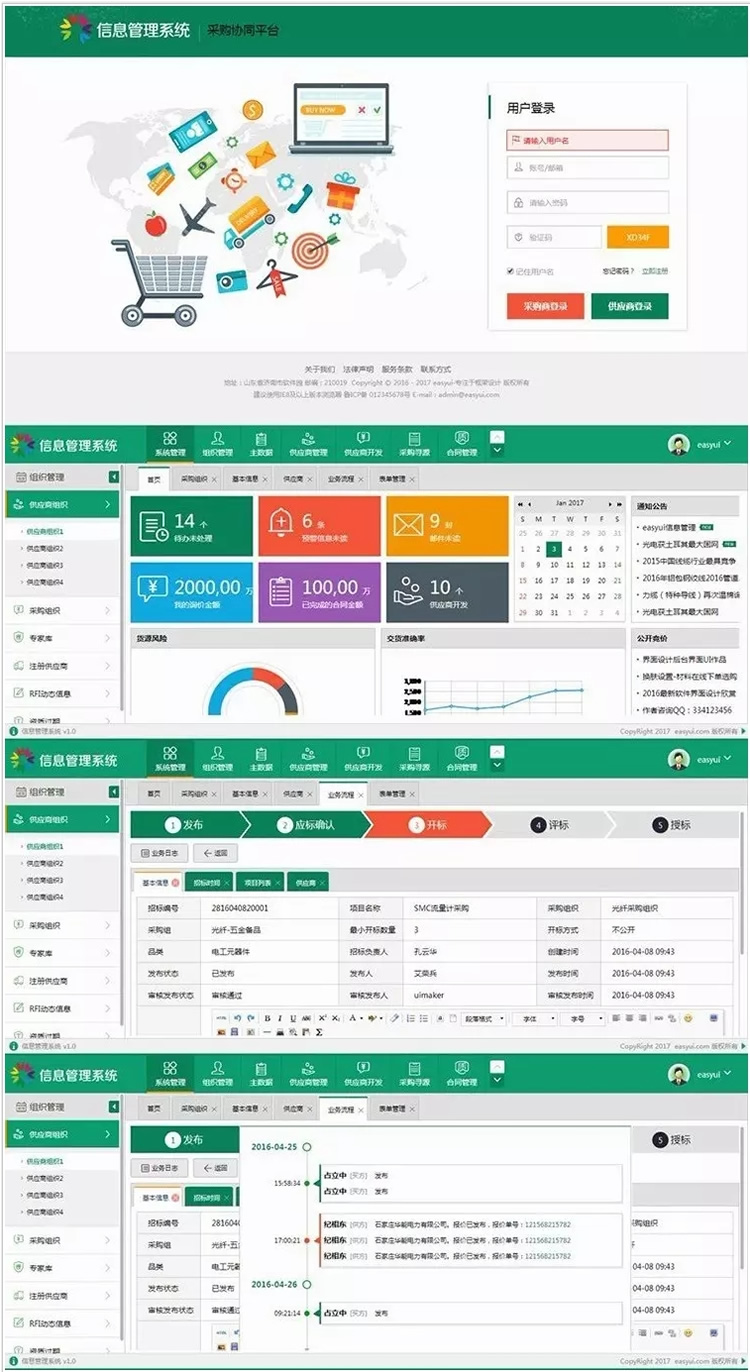 信息管理系统 采购协同平台
BUY NOW
用户登录
请输入用户名
账号/邮箱
请输入密码
验证码 XD34F
记住用户名 忘记密码？ 立即注册
采购商登录 供应商登录
DELIVERY
SALE
关于我们 法律声明 服务条款 联系方式
邮编：210019 Copyright © 2016 - 2017 easyui-专注于框架设计 版权所有
建议使用IE8及以上版本浏览器 鲁ICP备 012345678号 E-mail：admin@easyui.com
信息管理系统 系统管理 组织管理 主数据 供应商管理 供应商开发 采购寻源 合同管理 easyui
组织管理 首页 采购组织 基本信息 供应商 业务流程 表单管理
供应商组织
供应商组织1
供应商组织2
供应商组织3
供应商组织4
采购组织
专家库
注册供应商
RFI动态信息
资质过期
14 个
待办未处理
6 条
预警信息未读
9 封
邮件未读
2000,00 万
我的询价金额
100,00 万
已完成的合同金额
10 个
供应商开发
Jan 2017
S M T W T F S
25 26 27 28 29 30 31
1 2 3 4 5 6 7
8 9 10 11 12 13 14
15 16 17 18 19 20 21
22 23 24 25 26 27 28
29 30 31 1 2 3 4
通知公告
easyui信息管理 new
光电获土耳其最大困网 new
2015中国线缆行业最具竞争
2016年铝包钢绞线2016管道
力缆（特种导线）再次温梯询
光电获土耳其最大困网
货源风险 交货准确率 公开竞价
3,000
2,500
2,000
1,500
界面设计后台界面UI作品
换肤设置-材料在线下单选购
2016最新软件界面设计欣赏
作者咨询QQ：334123456
信息管理系统 v1.0 CopyRight 2017 easyui.com 版权所有
信息管理系统 系统管理 组织管理 主数据 供应商管理 供应商开发 采购寻源 合同管理 easyui
组织管理 首页 采购组织 基本信息 供应商 业务流程 表单管理
供应商组织
供应商组织1
供应商组织2
供应商组织3
供应商组织4
采购组织
专家库
注册供应商
RFI动态信息
资质过期
1 发布 2 应标确认 3 开标 4 评标 5 授标
业务日志 返回
基本信息 招标时间 项目列表 供应商
招标编号 2816040820001 项目名称 SMC流量计采购 采购组织 光纤采购组织
采购组 光纤-五金备品 最小开标数量 3 开标方式 不公开
品类 电工元器件 招标负责人 孔云华 创建时间 2016-04-08 09:43
发布状态 已发布 发布人 艾荣兵 发布时间 2016-04-08 09:43
审核发布状态 审核通过 审核发布人 uimaker 审核发布时间 2016-04-08 09:43
HTML B I U ABC X² X₂ A 段落格式 字体 字号
Σ
信息管理系统 v1.0 CopyRight 2017 easyui.com 版权所有
信息管理系统 系统管理 组织管理 主数据 供应商管理 供应商开发 采购寻源 合同管理 easyui
组织管理 首页 采购组织 基本信息 供应商 业务流程 表单管理
供应商组织
供应商组织1
供应商组织2
供应商组织3
供应商组织4
采购组织
专家库
注册供应商
RFI动态信息
资质过期
1 发布 5 授标
业务日志 返回
基本信息 招标时间
招标编号 281604
采购组 光纤-五
品类 电工元器
发布状态 已发布
审核发布状态 审核通过
2016-04-25
15:58:34 占立中 [买方] 发布
占立中 [买方] 发布
17:00:21 纪相东 [供方] 石家庄华能电力有限公司。报价已发布，报价单号：121568215782
纪相东 [供方] 石家庄华能电力有限公司。报价已发布，报价单号：121568215782
纪相东 [供方] 石家庄华能电力有限公司。报价已发布，报价单号：121568215782
2016-04-26
09:21:14 占立中 [买方] 发布
购组织
04-08 09:43
04-08 09:43
04-08 09:43
信息管理系统 v1.0 CopyRight 2017 easyui.com 版权所有